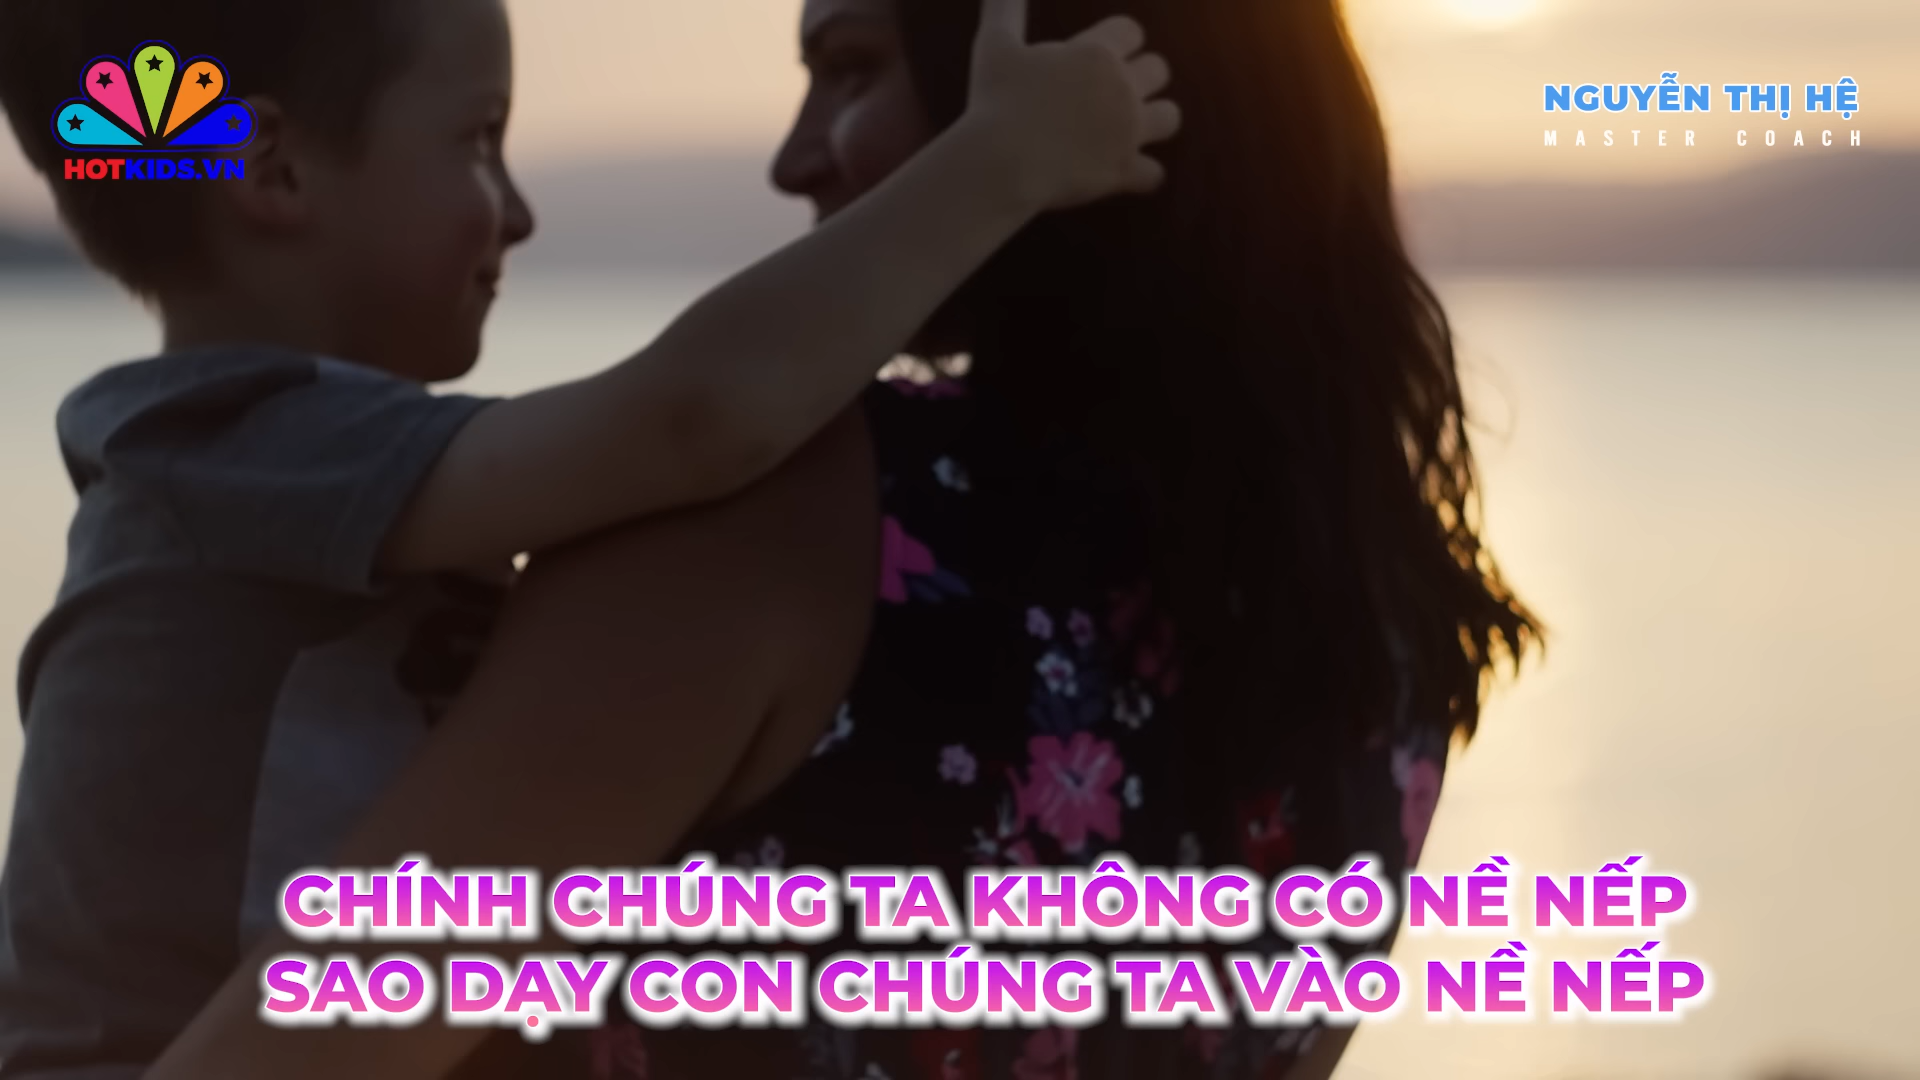 HOTKIDS.VN
NGUYỄN THỊ HỆ
MASTER COACH
CHÍNH CHÚNG TA KHÔNG CÓ NỀ NẾP
SAO DẠY CON CHÚNG TA VÀO NỀ NẾP